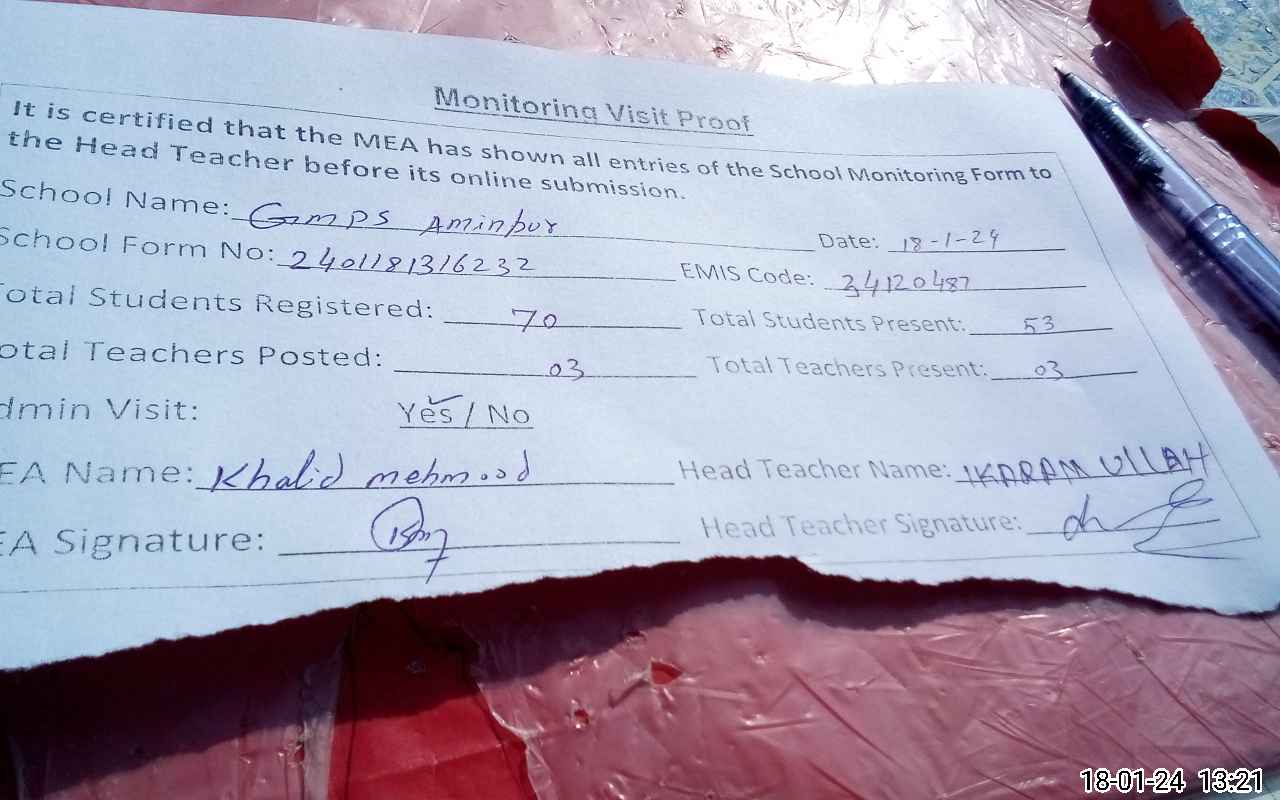 Monitoring Visit Proof
It is certified that the MEA has shown all entries of the School Monitoring Form to
the Head Teacher before its online submission.
School Name: GMPS Aminpur Date: 18-1-24
School Form No: 2401181316232 EMIS Code: 34120487
otal Students Registered: 70 Total Students Present: 53
otal Teachers Posted: 03 Total Teachers Present: 03
dmin Visit: Yes / No
EA Name: Khalid mehmood Head Teacher Name: IKARAM UllAH
EA Signature: Head Teacher Signature:
18-01-24 13:21